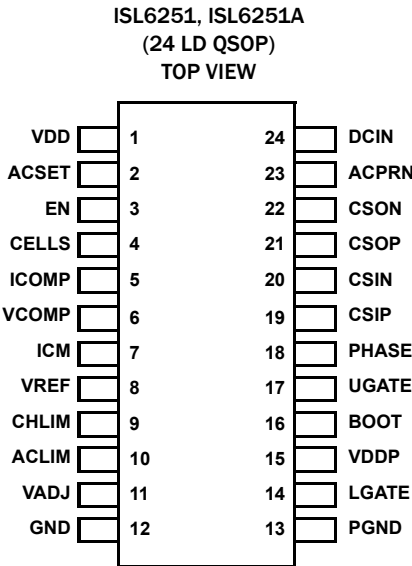 ISL6251, ISL6251A
(24 LD QSOP)
TOP VIEW
VDD 1 24 DCIN
ACSET 2 23 ACPRN
EN 3 22 CSON
CELLS 4 21 CSOP
ICOMP 5 20 CSIN
VCOMP 6 19 CSIP
ICM 7 18 PHASE
VREF 8 17 UGATE
CHLIM 9 16 BOOT
ACLIM 10 15 VDDP
VADJ 11 14 LGATE
GND 12 13 PGND